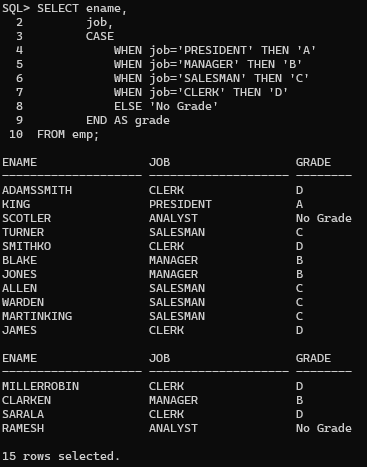 SQL> SELECT ename,
  2         job,
  3         CASE
  4             WHEN job='PRESIDENT' THEN 'A'
  5             WHEN job='MANAGER' THEN 'B'
  6             WHEN job='SALESMAN' THEN 'C'
  7             WHEN job='CLERK' THEN 'D'
  8             ELSE 'No Grade'
  9         END AS grade
 10  FROM emp;
ENAME                JOB                  GRADE
-------------------- -------------------- --------
ADAMSSMITH           CLERK                D
KING                 PRESIDENT            A
SCOTLER              ANALYST              No Grade
TURNER               SALESMAN             C
SMITHKO              CLERK                D
BLAKE                MANAGER              B
JONES                MANAGER              B
ALLEN                SALESMAN             C
WARDEN               SALESMAN             C
MARTINKING           SALESMAN             C
JAMES                CLERK                D
ENAME                JOB                  GRADE
-------------------- -------------------- --------
MILLERROBIN          CLERK                D
CLARKEN              MANAGER              B
SARALA               CLERK                D
RAMESH               ANALYST              No Grade
15 rows selected.